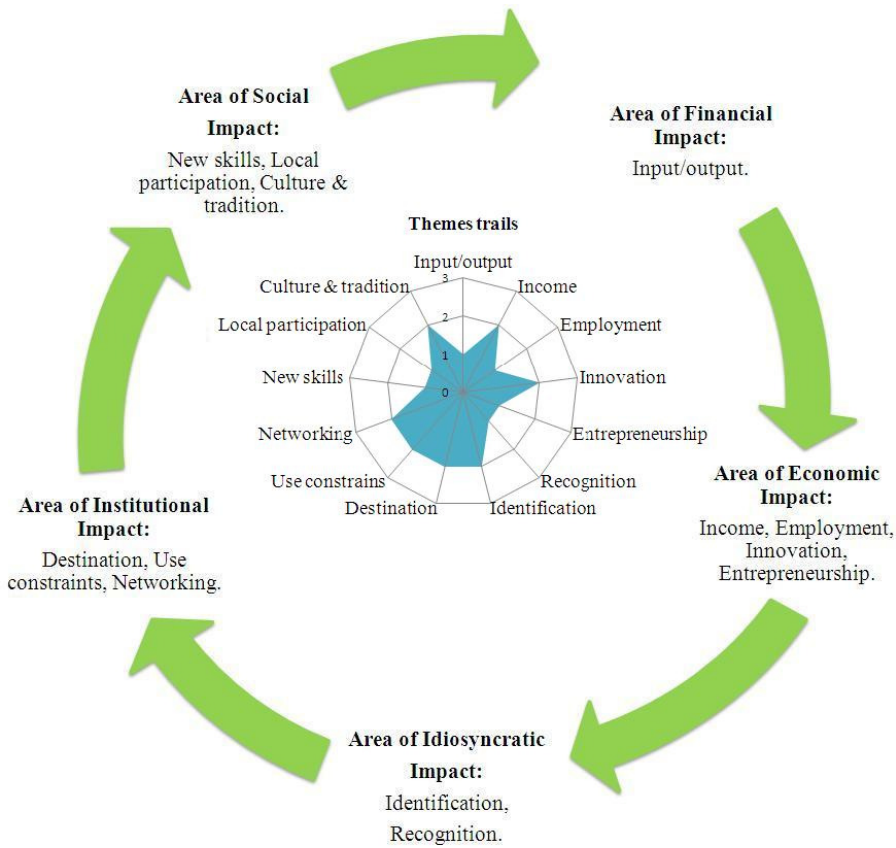 Area of Social
Impact:
New skills, Local
participation, Culture &
tradition.
Area of Financial
Impact:
Input/output.
Themes trails
Input/output
Income
Employment
Innovation
Entrepreneurship
Recognition
Identification
Destination
Use constrains
Networking
New skills
Local participation
Culture & tradition
3
2
1
0
Area of Economic
Impact:
Income, Employment,
Innovation,
Entrepreneurship.
Area of Institutional
Impact:
Destination, Use
constraints, Networking.
Area of Idiosyncratic
Impact:
Identification,
Recognition.